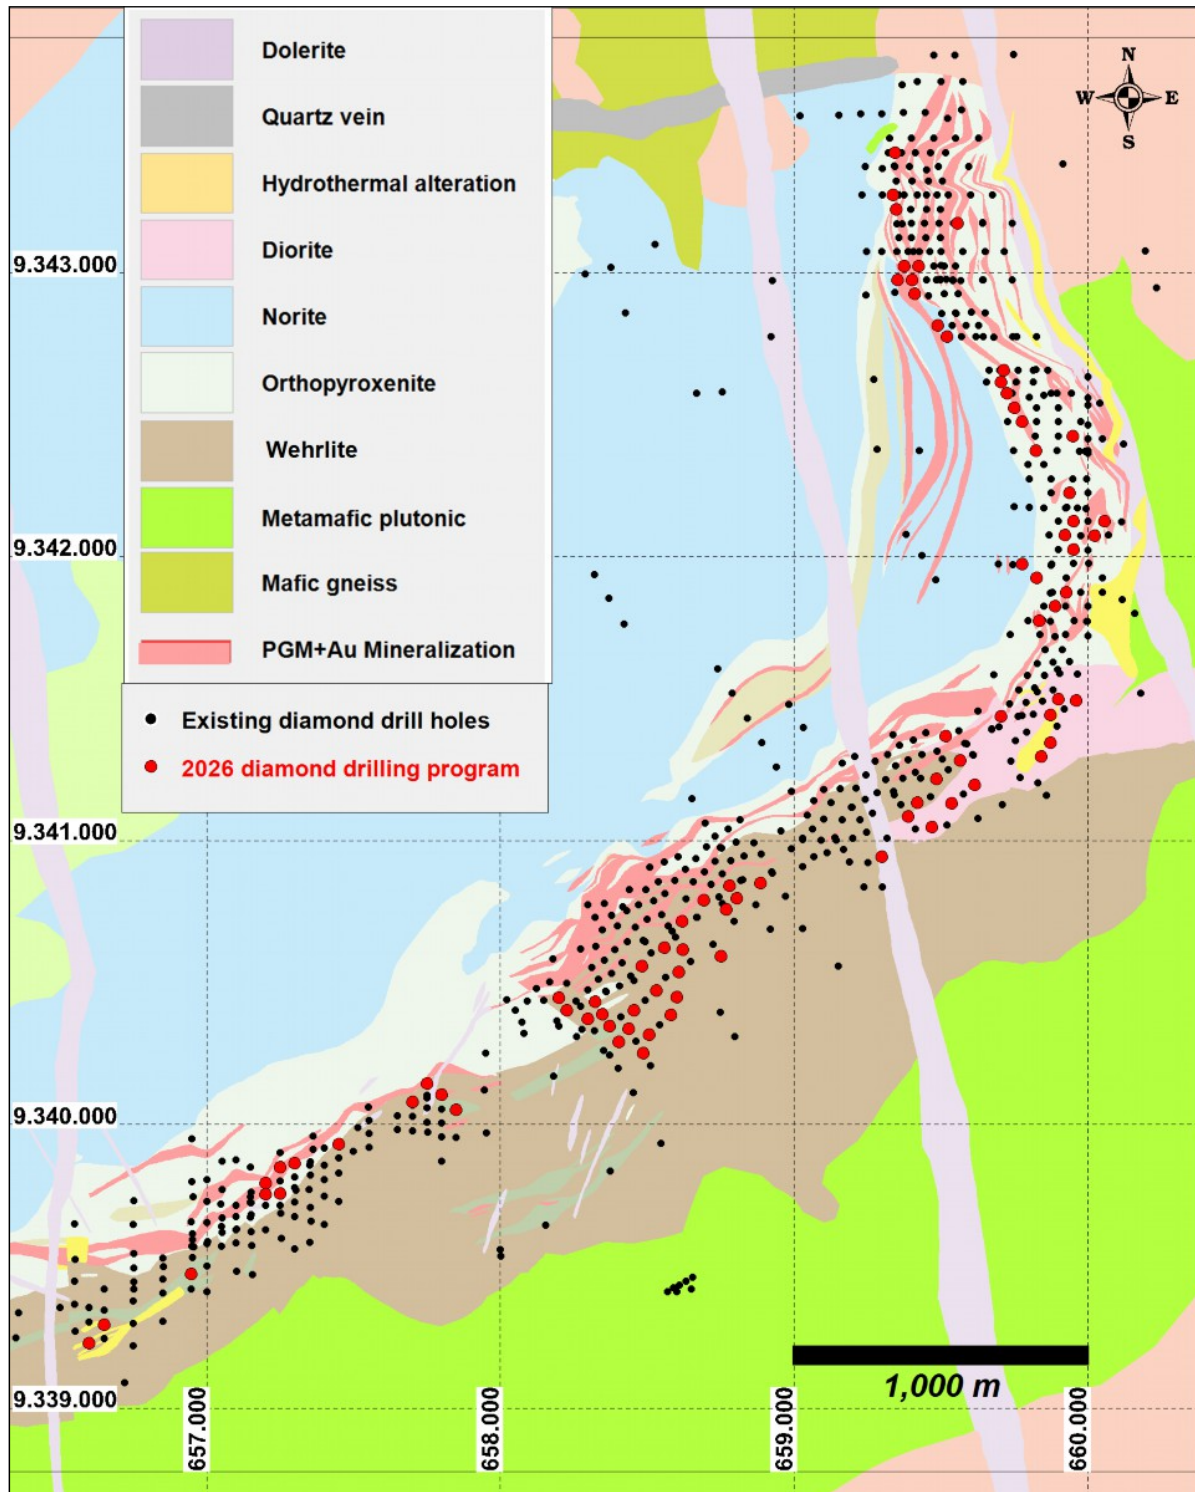 Dolerite
Quartz vein
Hydrothermal alteration
Diorite
Norite
Orthopyroxenite
Wehrlite
Metamafic plutonic
Mafic gneiss
PGM+Au Mineralization
Existing diamond drill holes
2026 diamond drilling program
N
W E
S
9.343.000
9.342.000
9.341.000
9.340.000
9.339.000
1,000 m
657.000
658.000
659.000
660.000